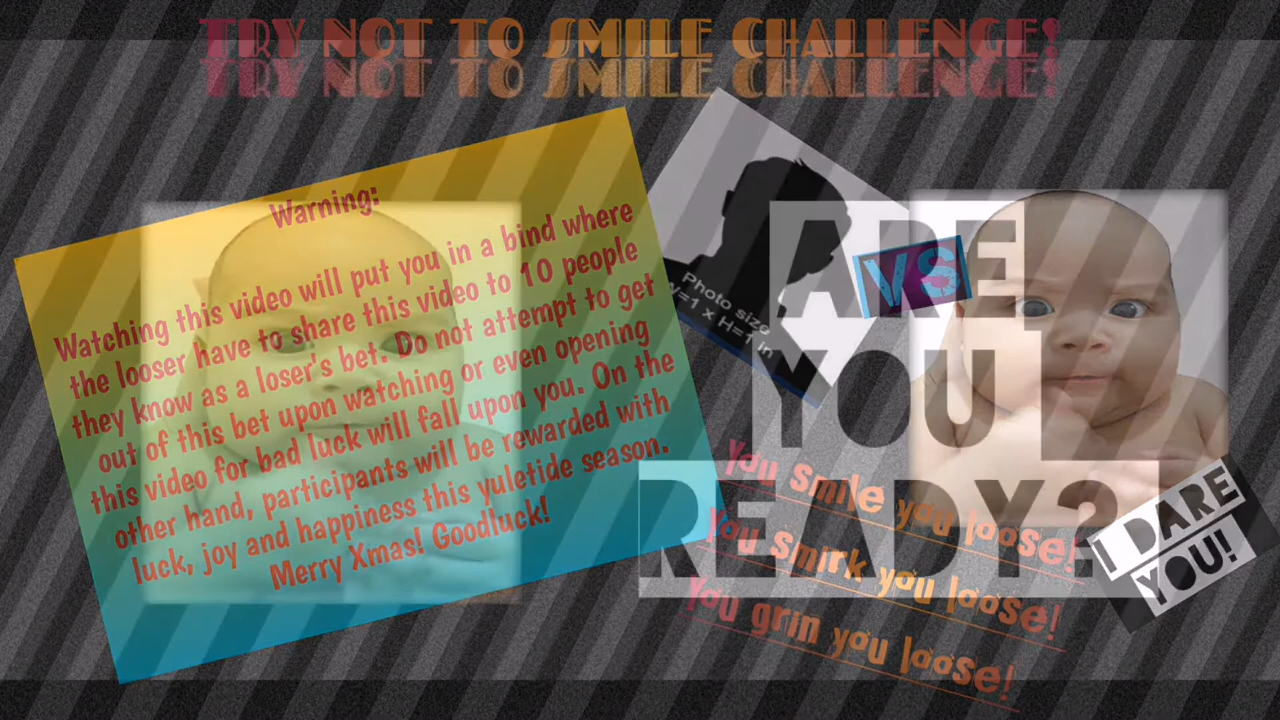 TRY NOT TO SMILE CHALLENGE!
TRY NOT TO SMILE CHALLENGE!
Warning:
Watching this video will put you in a bind where
the looser have to share this video to 10 people
they know as a loser's bet. Do not attempt to get
out of this bet upon watching or even opening
this video for bad luck will fall upon you. On the
other hand, participants will be rewarded with
luck, joy and happiness this yuletide season.
Merry Xmas! Goodluck!
Photo size
W=1 x H=1 in
VS
ARE
YOU
READY?
you smile you loose!
you smirk you loose!
you grin you loose!
I DARE
YOU!